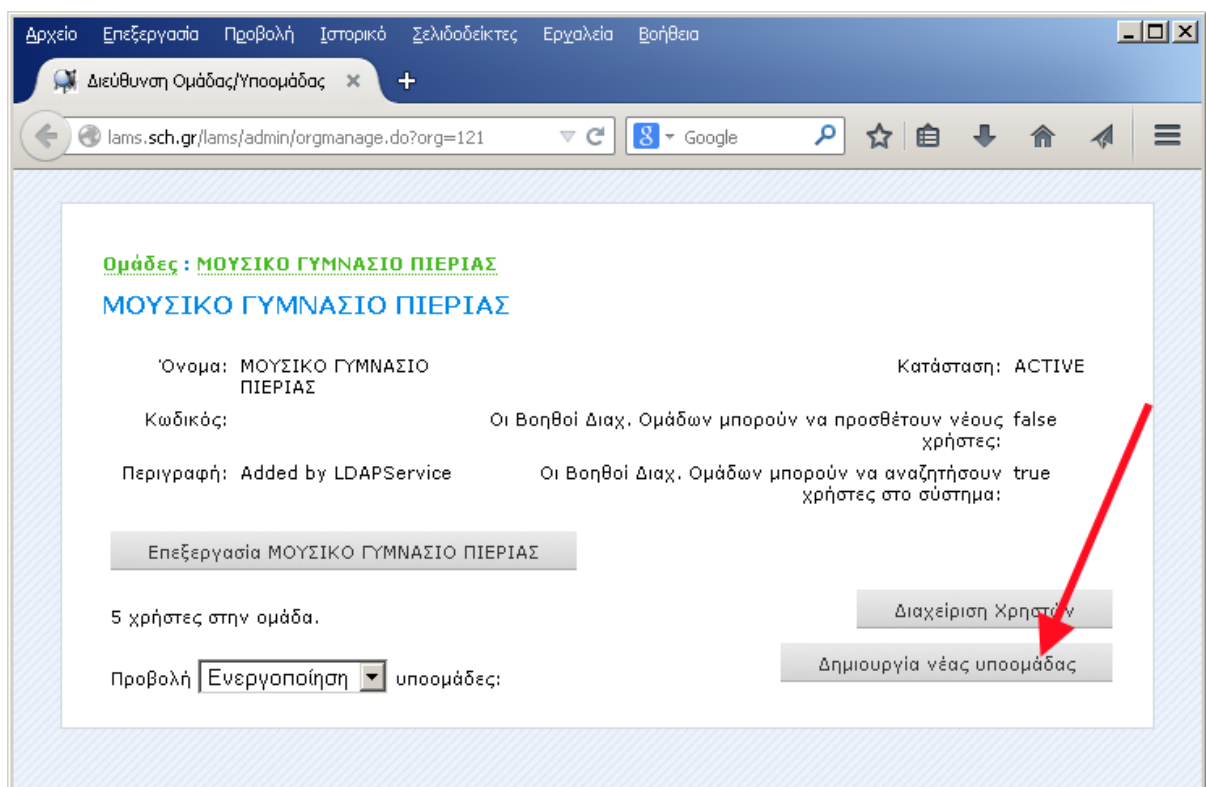 Αρχείο Επεξεργασία Προβολή Ιστορικό Σελιδοδείκτες Εργαλεία Βοήθεια
Διεύθυνση Ομάδας/Υποομάδας
lams.sch.gr/lams/admin/orgmanage.do?org=121 8 Google
Ομάδες : ΜΟΥΣΙΚΟ ΓΥΜΝΑΣΙΟ ΠΙΕΡΙΑΣ
ΜΟΥΣΙΚΟ ΓΥΜΝΑΣΙΟ ΠΙΕΡΙΑΣ
Όνομα: ΜΟΥΣΙΚΟ ΓΥΜΝΑΣΙΟ Κατάσταση: ACTIVE
ΠΙΕΡΙΑΣ
Κωδικός: Οι Βοηθοί Διαχ. Ομάδων μπορούν να προσθέτουν νέους false
χρήστες:
Περιγραφή: Added by LDAPService Οι Βοηθοί Διαχ. Ομάδων μπορούν να αναζητήσουν true
χρήστες στο σύστημα:
Επεξεργασία ΜΟΥΣΙΚΟ ΓΥΜΝΑΣΙΟ ΠΙΕΡΙΑΣ
5 χρήστες στην ομάδα. Διαχείριση Χρηστών
Προβολή Ενεργοποίηση υποομάδες: Δημιουργία νέας υποομάδας